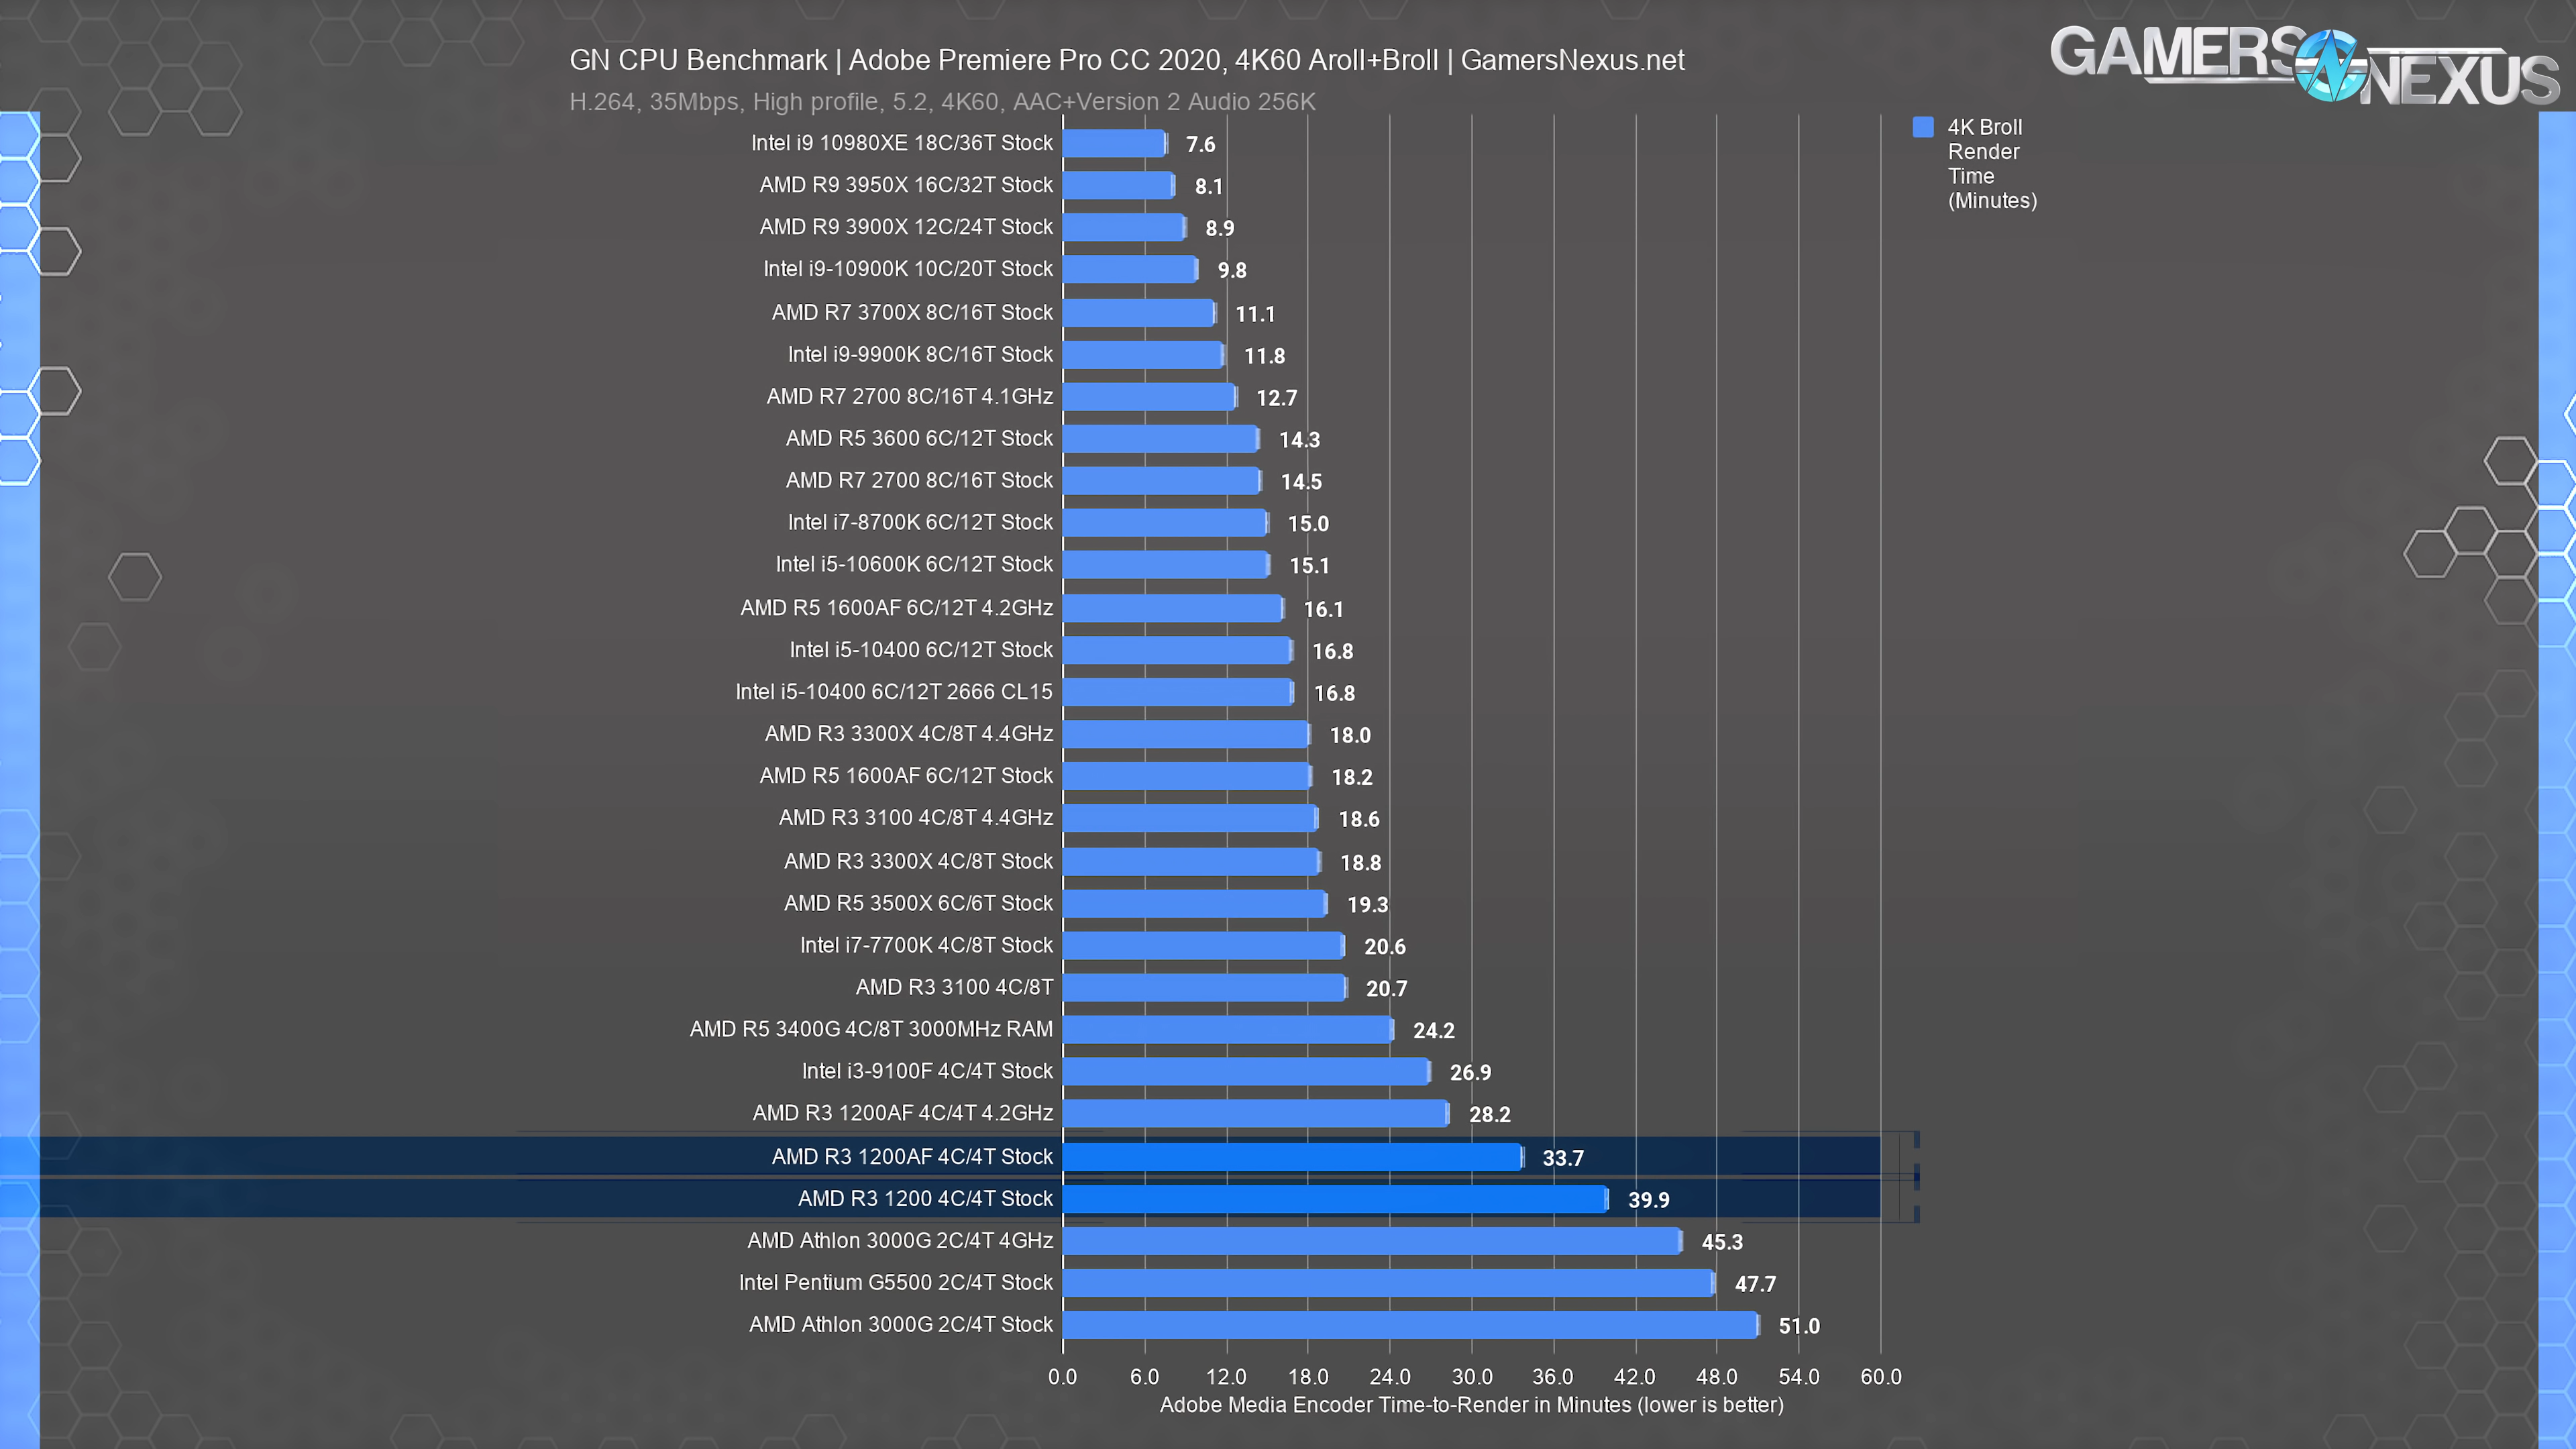 GAMERS NEXUS
GN CPU Benchmark | Adobe Premiere Pro CC 2020, 4K60 Aroll+Broll | GamersNexus.net
H.264, 35Mbps, High profile, 5.2, 4K60, AAC+Version 2 Audio 256K
4K Broll
Render
Time
(Minutes)
Intel i9 10980XE 18C/36T Stock 7.6
AMD R9 3950X 16C/32T Stock 8.1
AMD R9 3900X 12C/24T Stock 8.9
Intel i9-10900K 10C/20T Stock 9.8
AMD R7 3700X 8C/16T Stock 11.1
Intel i9-9900K 8C/16T Stock 11.8
AMD R7 2700 8C/16T 4.1GHz 12.7
AMD R5 3600 6C/12T Stock 14.3
AMD R7 2700 8C/16T Stock 14.5
Intel i7-8700K 6C/12T Stock 15.0
Intel i5-10600K 6C/12T Stock 15.1
AMD R5 1600AF 6C/12T 4.2GHz 16.1
Intel i5-10400 6C/12T Stock 16.8
Intel i5-10400 6C/12T 2666 CL15 16.8
AMD R3 3300X 4C/8T 4.4GHz 18.0
AMD R5 1600AF 6C/12T Stock 18.2
AMD R3 3100 4C/8T 4.4GHz 18.6
AMD R3 3300X 4C/8T Stock 18.8
AMD R5 3500X 6C/6T Stock 19.3
Intel i7-7700K 4C/8T Stock 20.6
AMD R3 3100 4C/8T 20.7
AMD R5 3400G 4C/8T 3000MHz RAM 24.2
Intel i3-9100F 4C/4T Stock 26.9
AMD R3 1200AF 4C/4T 4.2GHz 28.2
AMD R3 1200AF 4C/4T Stock 33.7
AMD R3 1200 4C/4T Stock 39.9
AMD Athlon 3000G 2C/4T 4GHz 45.3
Intel Pentium G5500 2C/4T Stock 47.7
AMD Athlon 3000G 2C/4T Stock 51.0
0.0 6.0 12.0 18.0 24.0 30.0 36.0 42.0 48.0 54.0 60.0
Adobe Media Encoder Time-to-Render in Minutes (lower is better)